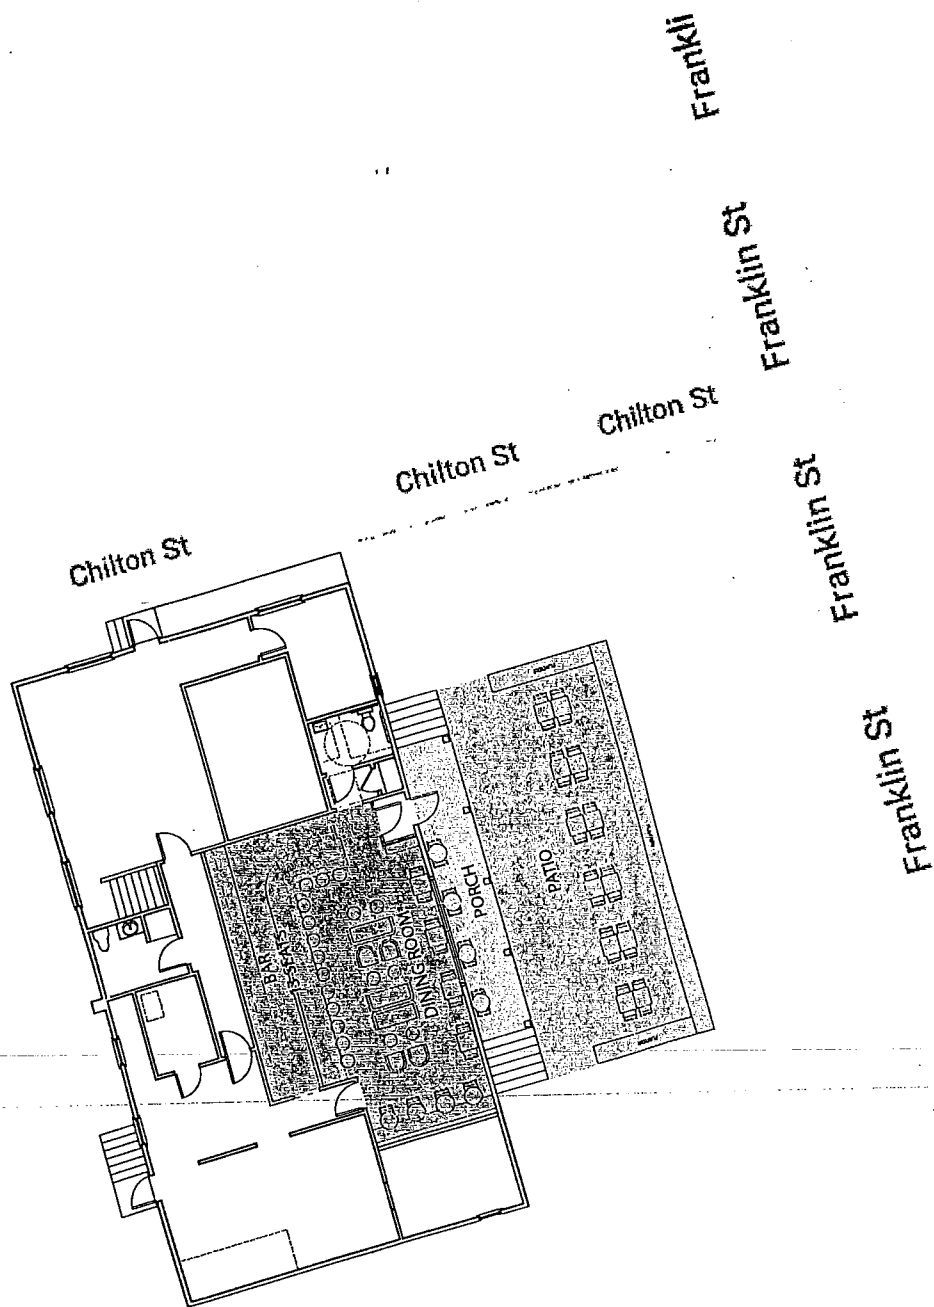 Frankli
Franklin St
Chilton St
Chilton St
Franklin St
Chilton St
Franklin St
BAR
13 SEATS
DINING ROOM
PORCH
PATIO